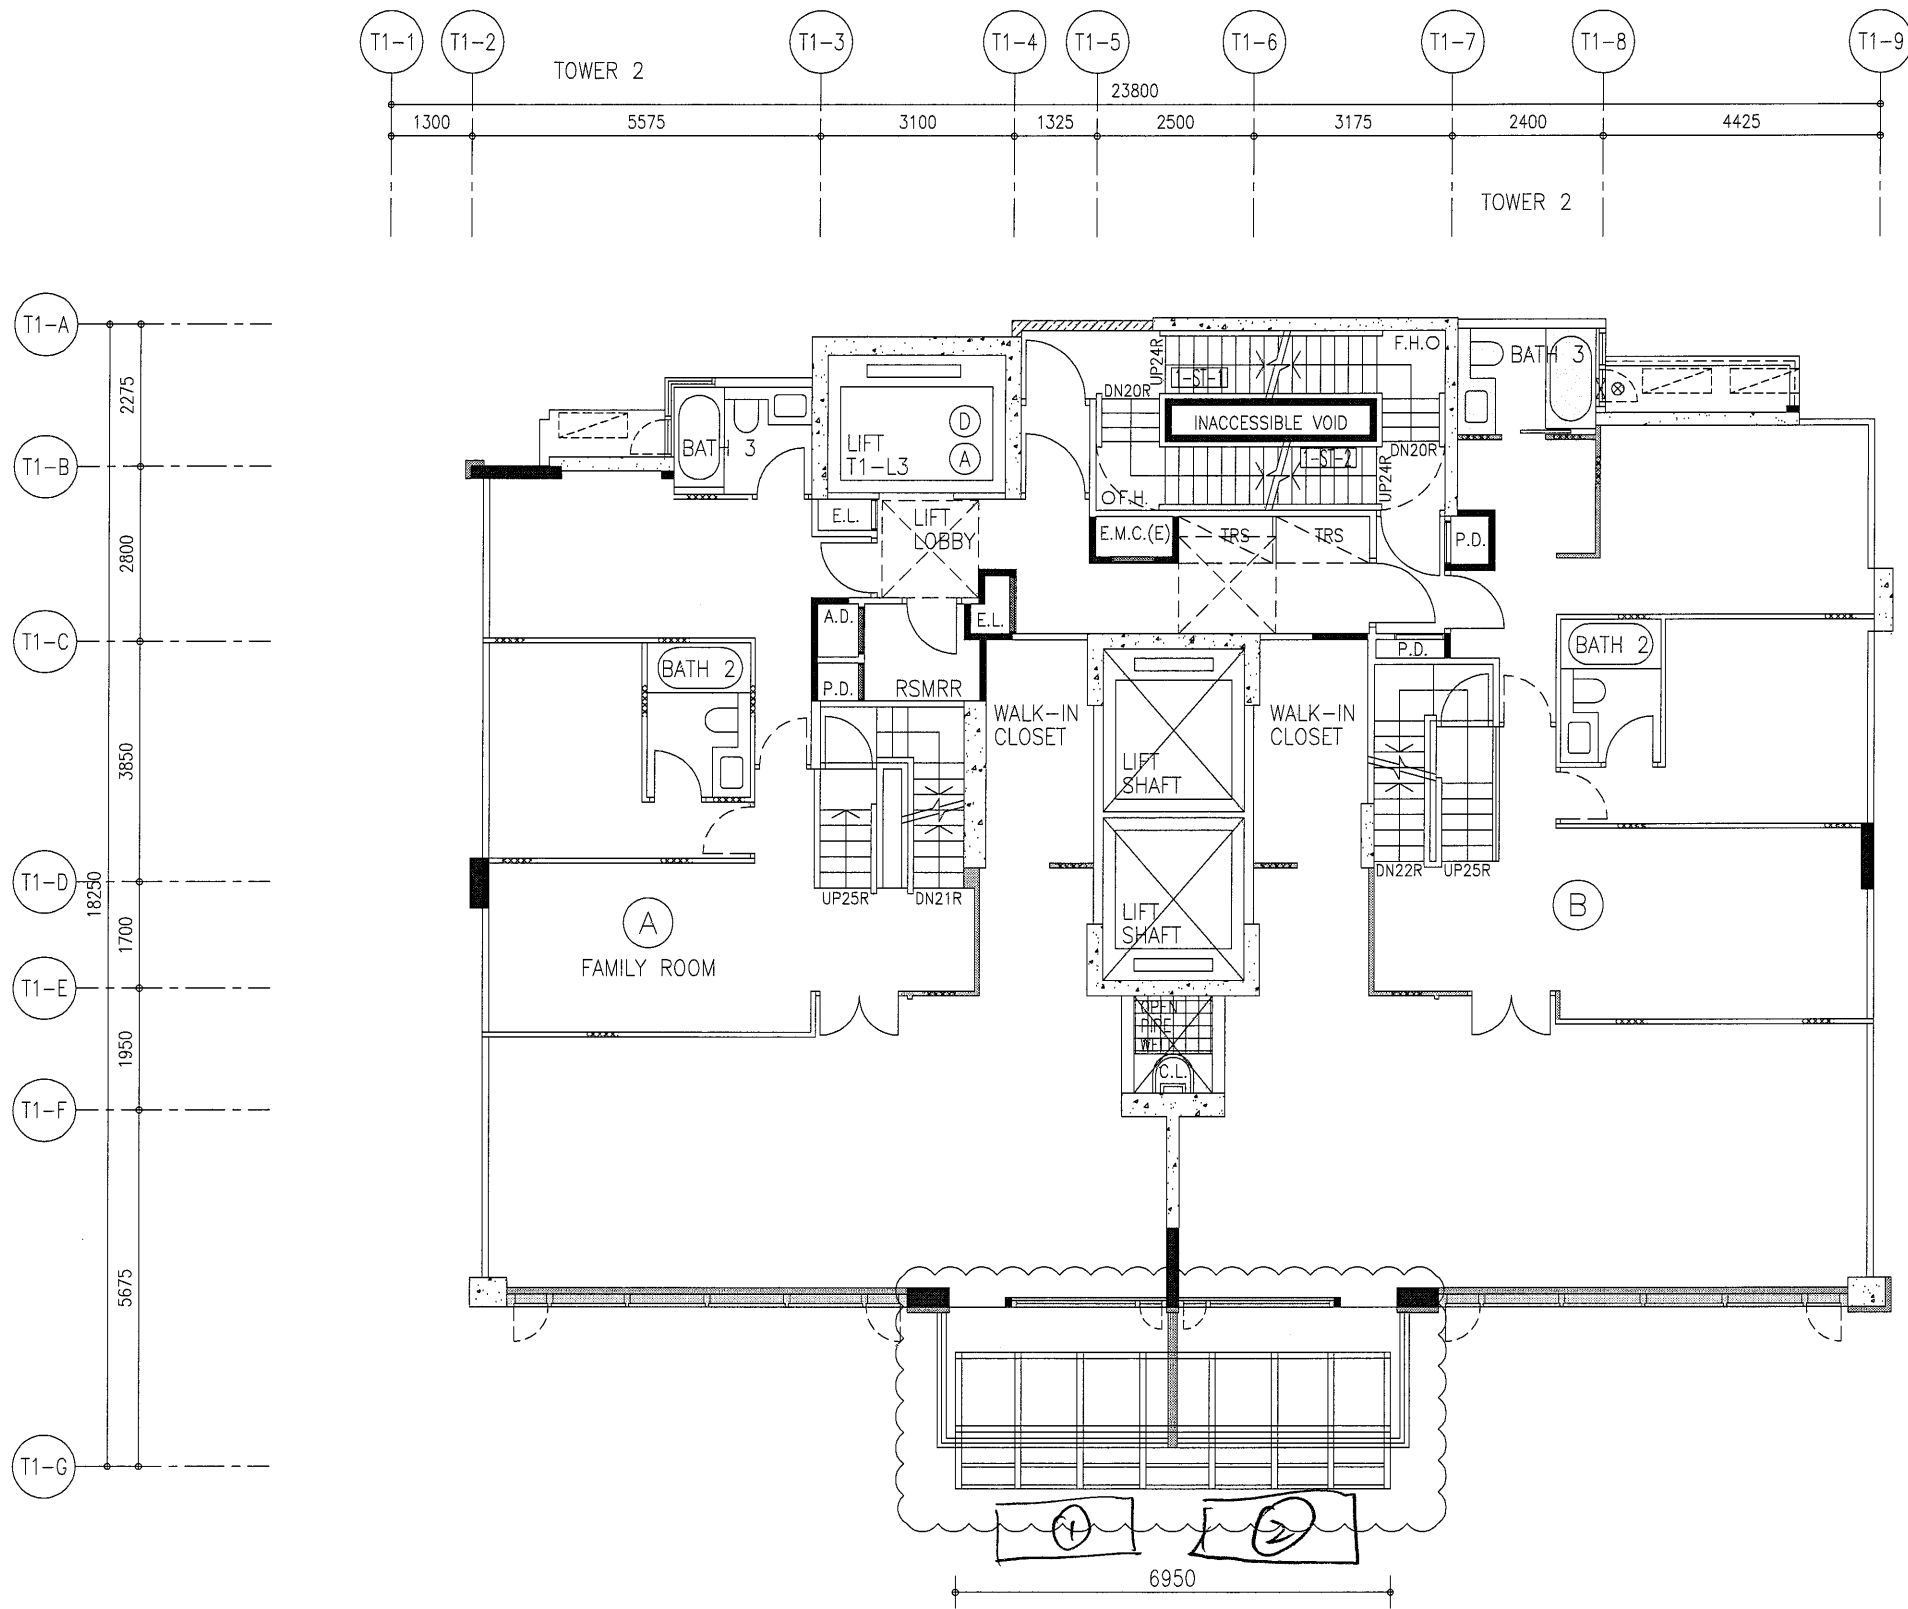 T1-1 T1-2 T1-3 T1-4 T1-5 T1-6 T1-7 T1-8 T1-9
TOWER 2
23800
1300 5575 3100 1325 2500 3175 2400 4425
TOWER 2
T1-A
T1-B
T1-C
T1-D
T1-E
T1-F
T1-G
2275
2800
3850
1700
1950
5675
18250
F.H.
BATH 3
UP24R
1-ST-1
DN20R
INACCESSIBLE VOID
D
A
LIFT
T1-L3
BATH 3
1-ST-2
DN20R
UP24R
F.H.
E.L.
LIFT
LOBBY
E.M.C.(E)
TRS
TRS
P.D.
A.D.
E.L.
BATH 2
BATH 2
P.D.
P.D.
RSMRR
WALK-IN
CLOSET
WALK-IN
CLOSET
LIFT
SHAFT
UP25R
DN21R
DN22R
UP25R
A
FAMILY ROOM
LIFT
SHAFT
B
OPEN
PIPE
C.L.
1
2
6950